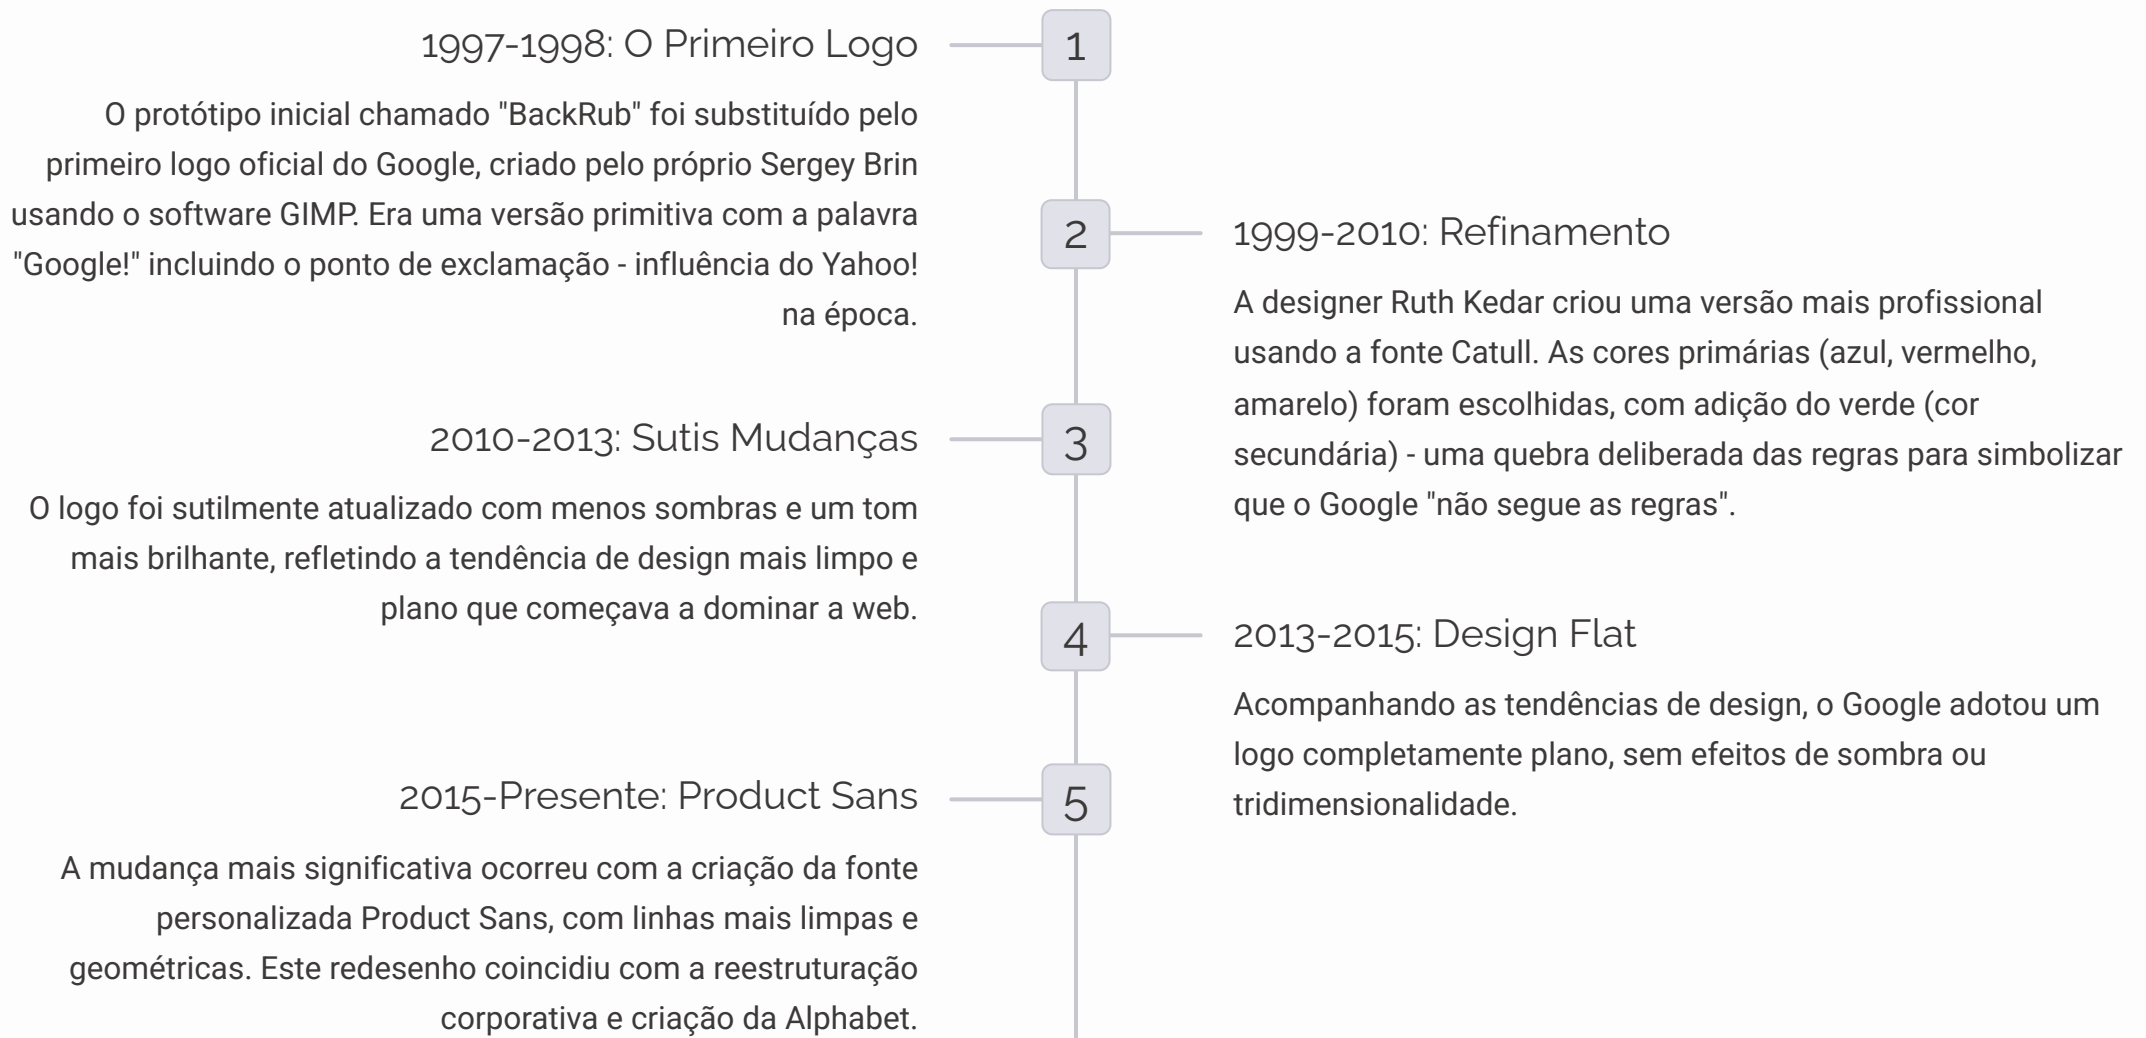 1997-1998: O Primeiro Logo
1
O protótipo inicial chamado "BackRub" foi substituído pelo
primeiro logo oficial do Google, criado pelo próprio Sergey Brin
usando o software GIMP. Era uma versão primitiva com a palavra
"Google!" incluindo o ponto de exclamação - influência do Yahoo!
na época.
2
1999-2010: Refinamento
A designer Ruth Kedar criou uma versão mais profissional
usando a fonte Catull. As cores primárias (azul, vermelho,
amarelo) foram escolhidas, com adição do verde (cor
secundária) - uma quebra deliberada das regras para simbolizar
que o Google "não segue as regras".
2010-2013: Sutis Mudanças
3
O logo foi sutilmente atualizado com menos sombras e um tom
mais brilhante, refletindo a tendência de design mais limpo e
plano que começava a dominar a web.
4
2013-2015: Design Flat
Acompanhando as tendências de design, o Google adotou um
logo completamente plano, sem efeitos de sombra ou
tridimensionalidade.
2015-Presente: Product Sans
5
A mudança mais significativa ocorreu com a criação da fonte
personalizada Product Sans, com linhas mais limpas e
geométricas. Este redesenho coincidiu com a reestruturação
corporativa e criação da Alphabet.